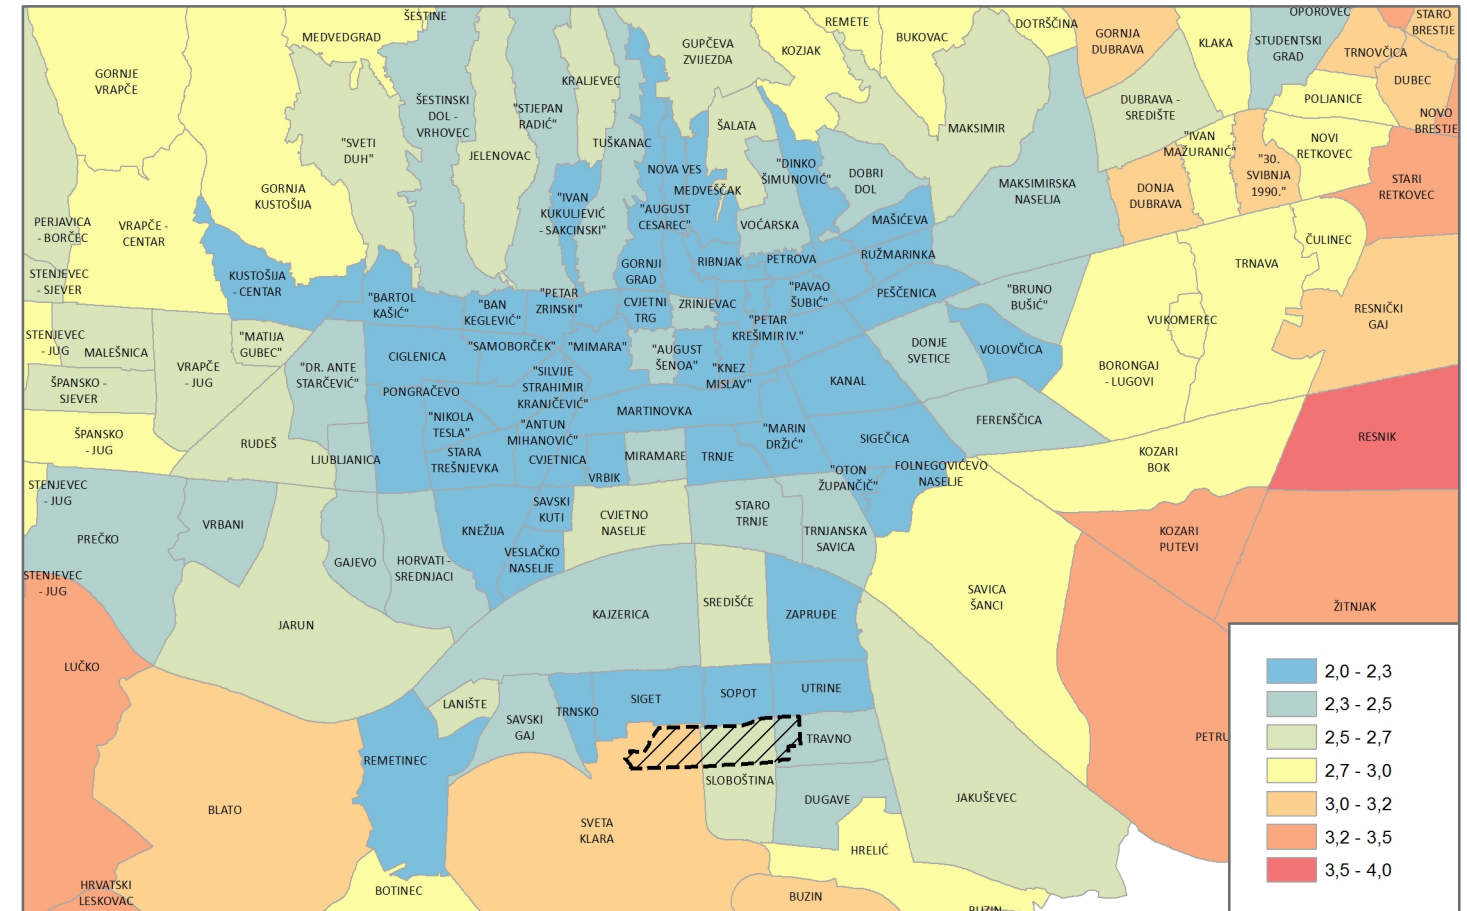 ŠESTINE
MEDVEDGRAD
GORNJE
VRAPČE
GUPČEVA
ZVIJEZDA
KOZJAK
REMETE
BUKOVAC
DOTRŠČINA
GORNJA
DUBRAVA
KLAKA
OPOROVEC
STUDENTSKI
GRAD
STARO
BRESTJE
TRNOVČICA
DUBEC
POLJANICE
NOVO
BRESTJE
KRALJEVEC
ŠESTINSKI
DOL -
VRHOVEC
"STJEPAN
RADIĆ"
"SVETI
DUH"
JELENOVAC
TUŠKANAC
ŠALATA
MAKSIMIR
DUBRAVA -
SREDIŠTE
"IVAN
MAŽURANIĆ"
NOVI
RETKOVEC
"30.
SVIBNJA
1990."
STARI
RETKOVEC
NOVA VES
MEDVEŠČAK
"DINKO
ŠIMUNOVIĆ"
DOBRI
DOL
MAKSIMIRSKA
NASELJA
DONJA
DUBRAVA
GORNJA
KUSTOŠIJA
PERJAVICA
- BORČEC
VRAPČE -
CENTAR
"IVAN
KUKULJEVIĆ
- SAKCINSKI"
"AUGUST
CESAREC"
VOĆARSKA
MAŠIĆEVA
ČULINEC
STENJEVEC
- SJEVER
KUSTOŠIJA
- CENTAR
GORNJI
GRAD
RIBNJAK
PETROVA
RUŽMARINKA
TRNAVA
"BARTOL
KAŠIĆ"
"BAN
KEGLEVIĆ"
"PETAR
ZRINSKI"
CVJETNI
TRG
ZRINJEVAC
"PAVAO
ŠUBIĆ"
PEŠČENICA
"BRUNO
BUŠIĆ"
RESNIČKI
GAJ
VUKOMEREC
STENJEVEC
- JUG
MALEŠNICA
"MATIJA
GUBEC"
CIGLENICA
"SAMOBORČEK"
"MIMARA"
"AUGUST
ŠENOA"
"PETAR
KREŠIMIR IV."
DONJE
SVETICE
VOLOVČICA
VRAPČE
- JUG
"DR. ANTE
STARČEVIĆ"
"SILVIJE
STRAHIMIR
KRANJČEVIĆ"
"KNEZ
MISLAV"
KANAL
BORONGAJ
- LUGOVI
ŠPANSKO -
SJEVER
PONGRAČEVO
"NIKOLA
TESLA"
"ANTUN
MIHANOVIĆ"
MARTINOVKA
"MARIN
DRŽIĆ"
SIGEČICA
FERENŠČICA
RESNIK
ŠPANSKO
- JUG
RUDEŠ
LJUBLJANICA
STARA
TREŠNJEVKA
CVJETNICA
VRBIK
MIRAMARE
TRNJE
"OTON
ŽUPANČIČ"
FOLNEGOVIĆEVO
NASELJE
KOZARI
BOK
STENJEVEC
- JUG
PREČKO
VRBANI
GAJEVO
HORVATI -
SREDNJACI
KNEŽIJA
SAVSKI
KUTI
VESLAČKO
NASELJE
CVJETNO
NASELJE
STARO
TRNJE
TRNJANSKA
SAVICA
KOZARI
PUTEVI
STENJEVEC
- JUG
JARUN
KAJZERICA
SREDIŠĆE
ZAPRUĐE
SAVICA
ŠANCI
ŽITNJAK
LUČKO
LANIŠTE
SAVSKI
GAJ
TRNSKO
SIGET
SOPOT
UTRINE
TRAVNO
PETRU
REMETINEC
SLOBOŠTINA
DUGAVE
JAKUŠEVEC
BLATO
SVETA
KLARA
HRELIĆ
HRVATSKI
LESKOVAC
BOTINEC
BUZIN
BUZIN
2,0 - 2,3
2,3 - 2,5
2,5 - 2,7
2,7 - 3,0
3,0 - 3,2
3,2 - 3,5
3,5 - 4,0